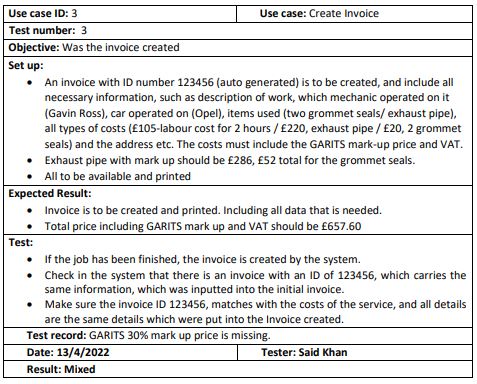 Use case ID: 3 Use case: Create Invoice
Test number: 3
Objective: Was the invoice created
Set up:
• An invoice with ID number 123456 (auto generated) is to be created, and include all
necessary information, such as description of work, which mechanic operated on it
(Gavin Ross), car operated on (Opel), items used (two grommet seals/ exhaust pipe),
all types of costs (£105-labour cost for 2 hours / £220, exhaust pipe / £20, 2 grommet
seals) and the address etc. The costs must include the GARITS mark-up price and VAT.
• Exhaust pipe with mark up should be £286, £52 total for the grommet seals.
• All to be available and printed
Expected Result:
• Invoice is to be created and printed. Including all data that is needed.
• Total price including GARITS mark up and VAT should be £657.60
Test:
• If the job has been finished, the invoice is created by the system.
• Check in the system that there is an invoice with an ID of 123456, which carries the
same information, which was inputted into the initial invoice.
• Make sure the invoice ID 123456, matches with the costs of the service, and all details
are the same details which were put into the Invoice created.
Test record: GARITS 30% mark up price is missing.
Date: 13/4/2022 Tester: Said Khan
Result: Mixed